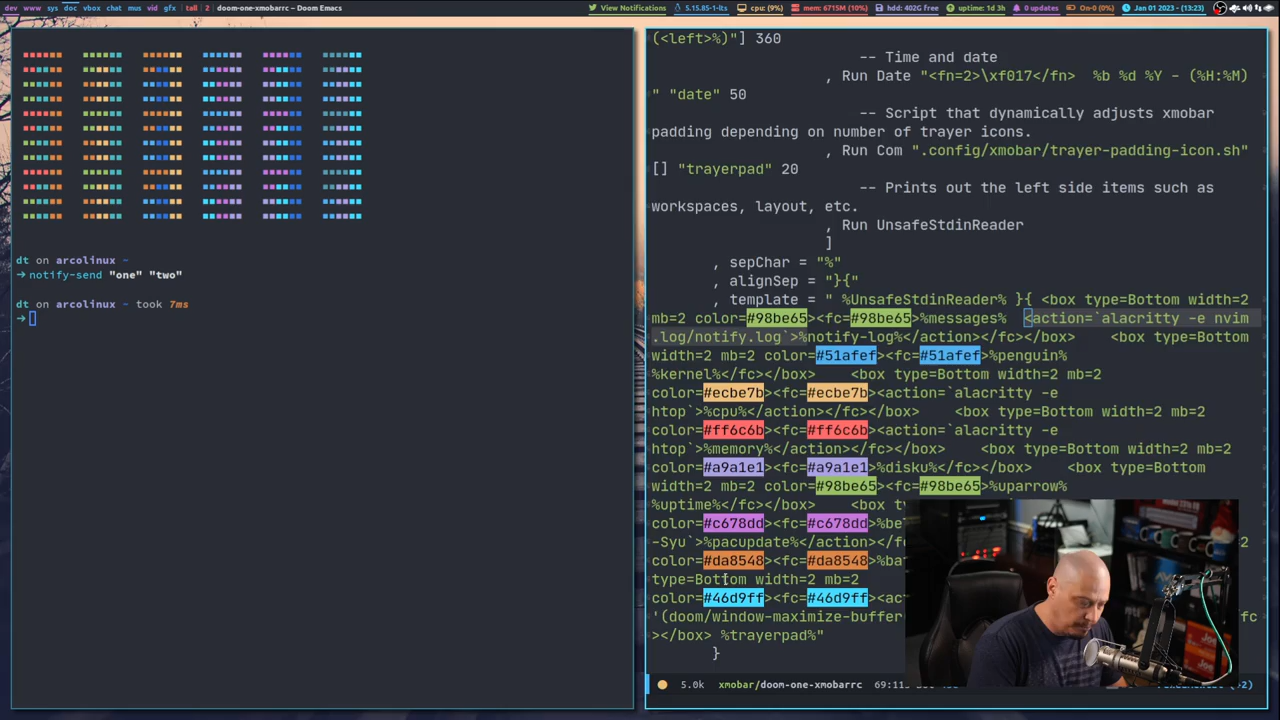 dev www sys doc vbox chat mus vid gfx | tall | 2 | doom-one-xmobarrc – Doom Emacs
View Notifications 5.15.85-1-lts cpu: (9%) mem: 6715M (10%) hdd: 402G free uptime: 1d 3h 0 updates On-0 (0%) Jan 01 2023 - (13:23)
dt on arcolinux ~
➜ notify-send "one" "two"
dt on arcolinux ~ took 7ms
➜
(<left>%)"] 360
-- Time and date
, Run Date "<fn=2>\xf017</fn>  %b %d %Y - (%H:%M)
" "date" 50
-- Script that dynamically adjusts xmobar
padding depending on number of trayer icons.
, Run Com ".config/xmobar/trayer-padding-icon.sh"
[] "trayerpad" 20
-- Prints out the left side items such as
workspaces, layout, etc.
, Run UnsafeStdinReader
]
, sepChar = "%"
, alignSep = "}{"
, template = " %UnsafeStdinReader% }{ <box type=Bottom width=2
mb=2 color=#98be65><fc=#98be65>%messages%  <action=`alacritty -e nvim
.log/notify.log`>%notify-log%</action></fc></box>    <box type=Bottom
width=2 mb=2 color=#51afef><fc=#51afef>%penguin%
%kernel%</fc></box>    <box type=Bottom width=2 mb=2
color=#ecbe7b><fc=#ecbe7b><action=`alacritty -e
htop`>%cpu%</action></fc></box>    <box type=Bottom width=2 mb=2
color=#ff6c6b><fc=#ff6c6b><action=`alacritty -e
htop`>%memory%</action></fc></box>    <box type=Bottom width=2 mb=2
color=#a9a1e1><fc=#a9a1e1>%disku%</fc></box>    <box type=Bottom
width=2 mb=2 color=#98be65><fc=#98be65>%uparrow%
%uptime%</fc></box>    <box
color=#c678dd><fc=#c678dd>%be
-Syu`>%pacupdate%</action></f 2
color=#da8548><fc=#da8548>%ba
type=Bottom width=2 mb=2
color=#46d9ff><fc=#46d9ff><ac
'(doom/window-maximize-buffer fc
></box> %trayerpad%"
}
5.0k xmobar/doom-one-xmobarrc